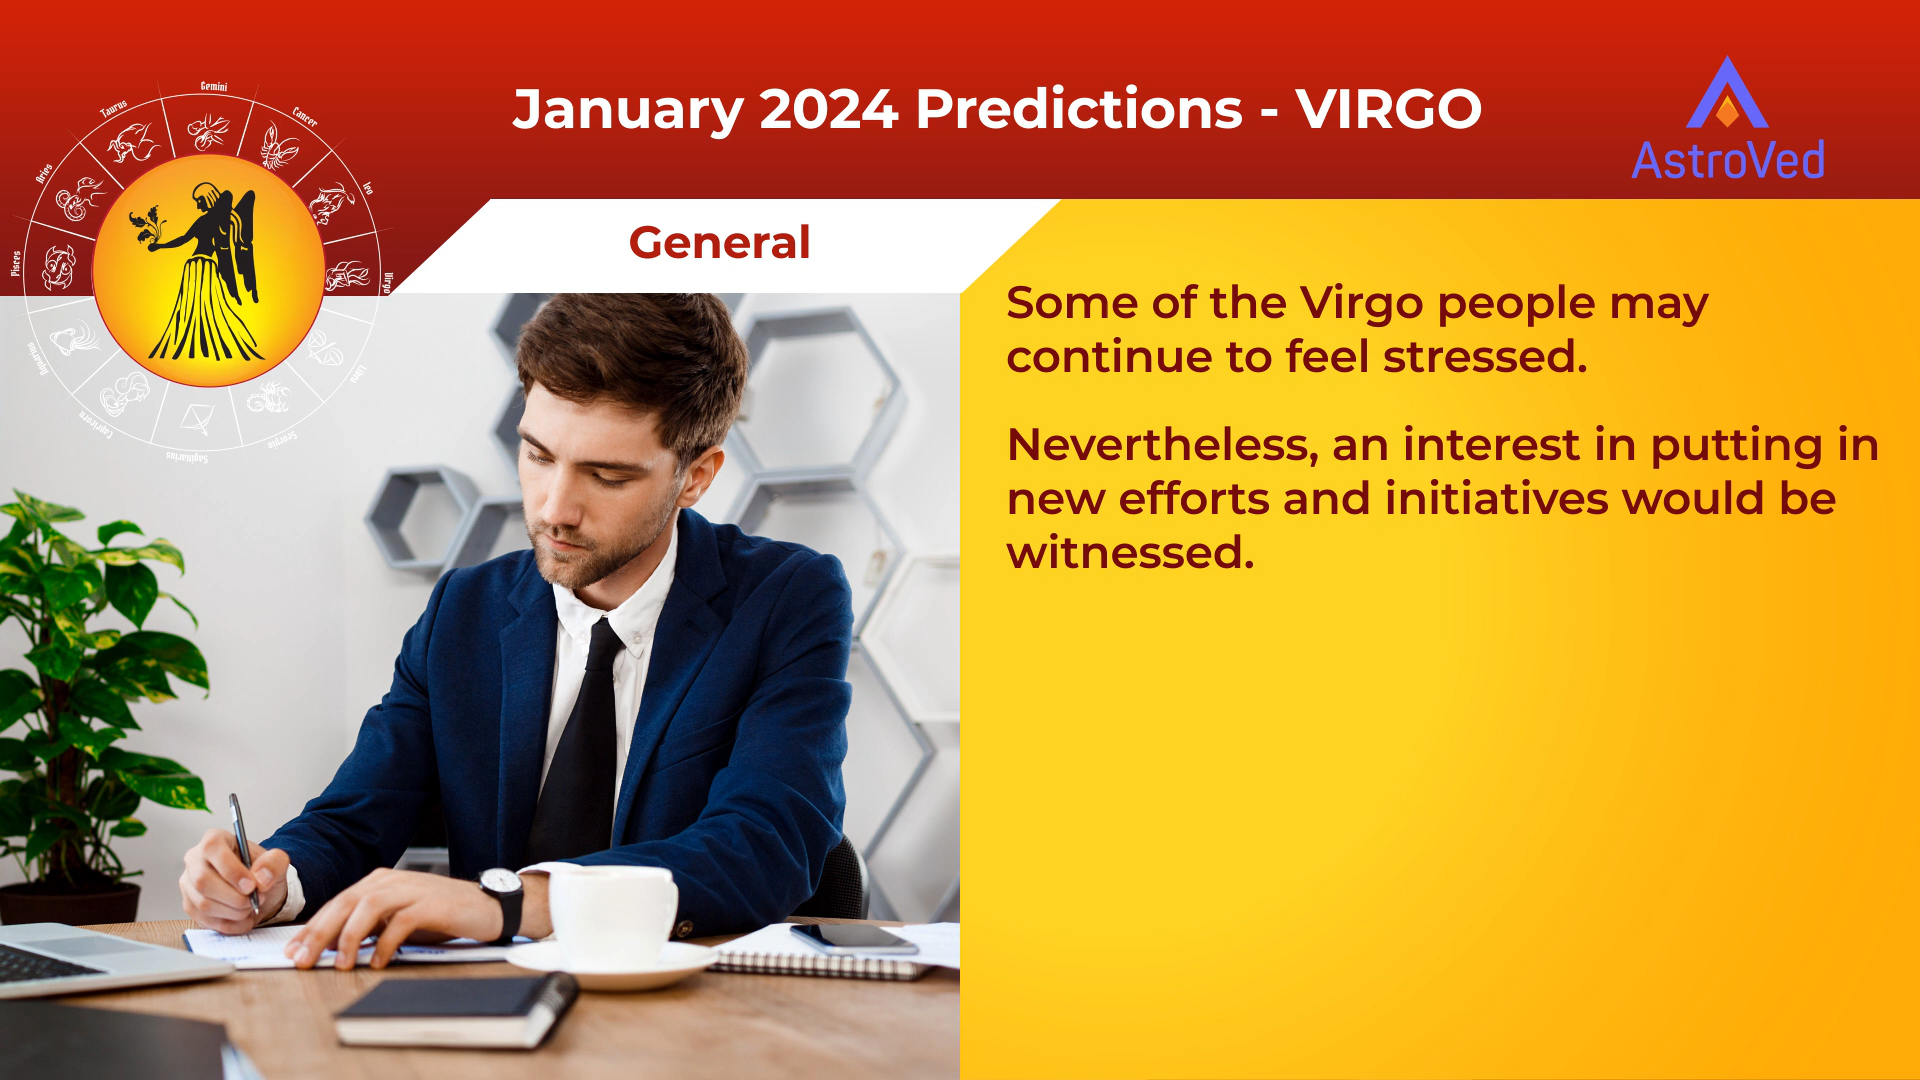 January 2024 Predictions - VIRGO
AstroVed
Gemini
Taurus
Cancer
Aries
leo
Pisces
Virgo
Aquarius
Libra
Capricorn
Scorpio
Sagittarius
General
Some of the Virgo people may
continue to feel stressed.
Nevertheless, an interest in putting in
new efforts and initiatives would be
witnessed.